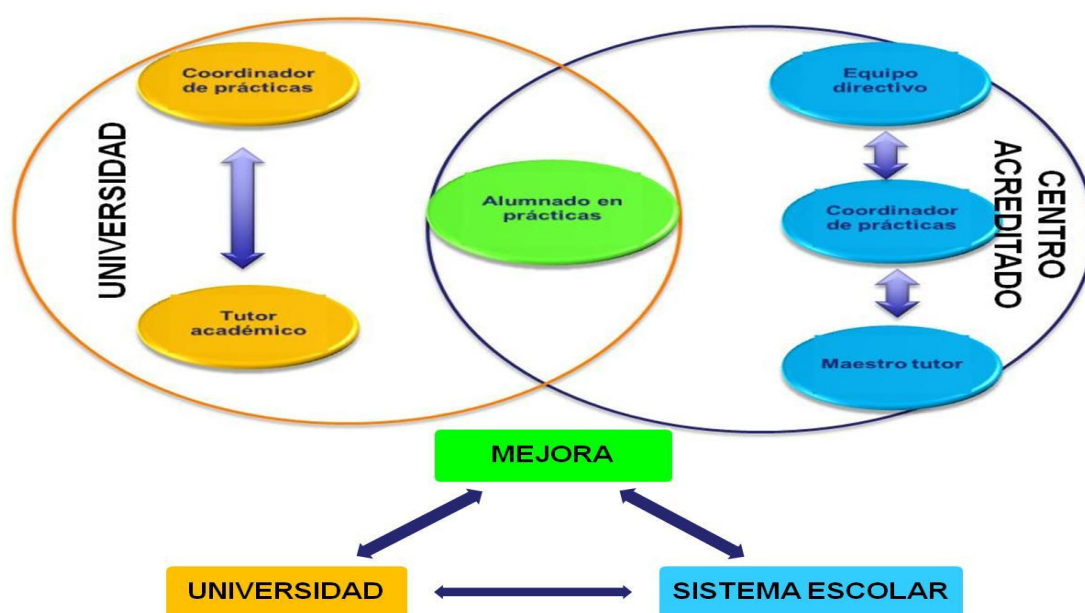 Coordinador
de prácticas
UNIVERSIDAD
Tutor
académico
Alumnado en
prácticas
Equipo
directivo
Coordinador
de prácticas
Maestro tutor
CENTRO
ACREDITADO
MEJORA
UNIVERSIDAD
SISTEMA ESCOLAR